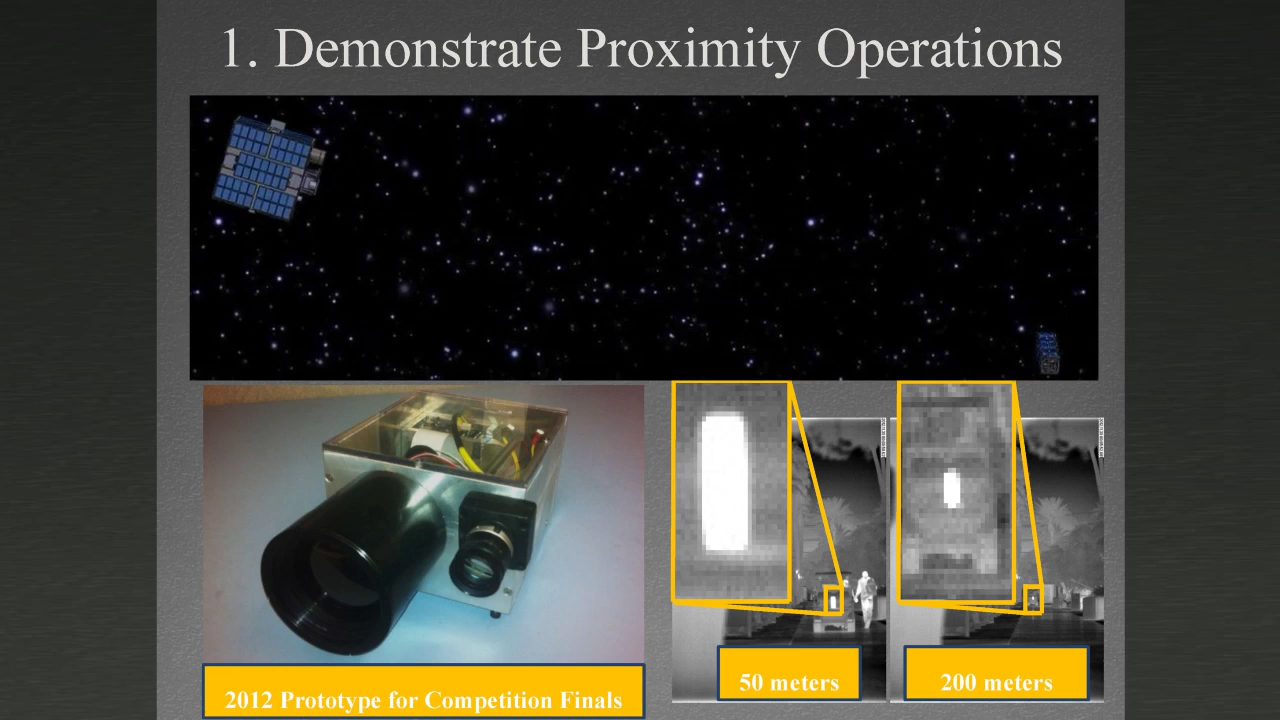 1. Demonstrate Proximity Operations
2012 Prototype for Competition Finals
50 meters
200 meters